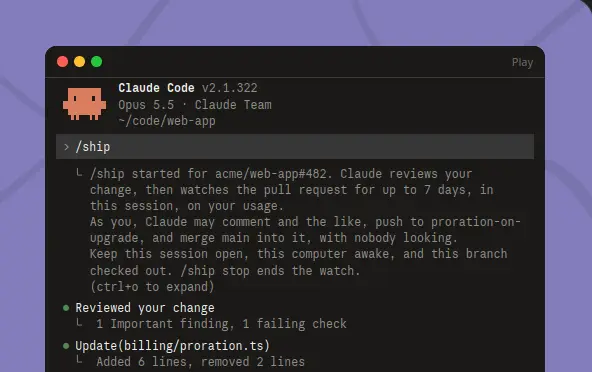 Play
Claude Code v2.1.322
Opus 5.5 · Claude Team
~/code/web-app
> /ship
└ /ship started for acme/web-app#482. Claude reviews your
change, then watches the pull request for up to 7 days, in
this session, on your usage.
As you, Claude may comment and the like, push to proration-on-
upgrade, and merge main into it, with nobody looking.
Keep this session open, this computer awake, and this branch
checked out. /ship stop ends the watch.
(ctrl+o to expand)
● Reviewed your change
└ 1 Important finding, 1 failing check
● Update(billing/proration.ts)
└ Added 6 lines, removed 2 lines